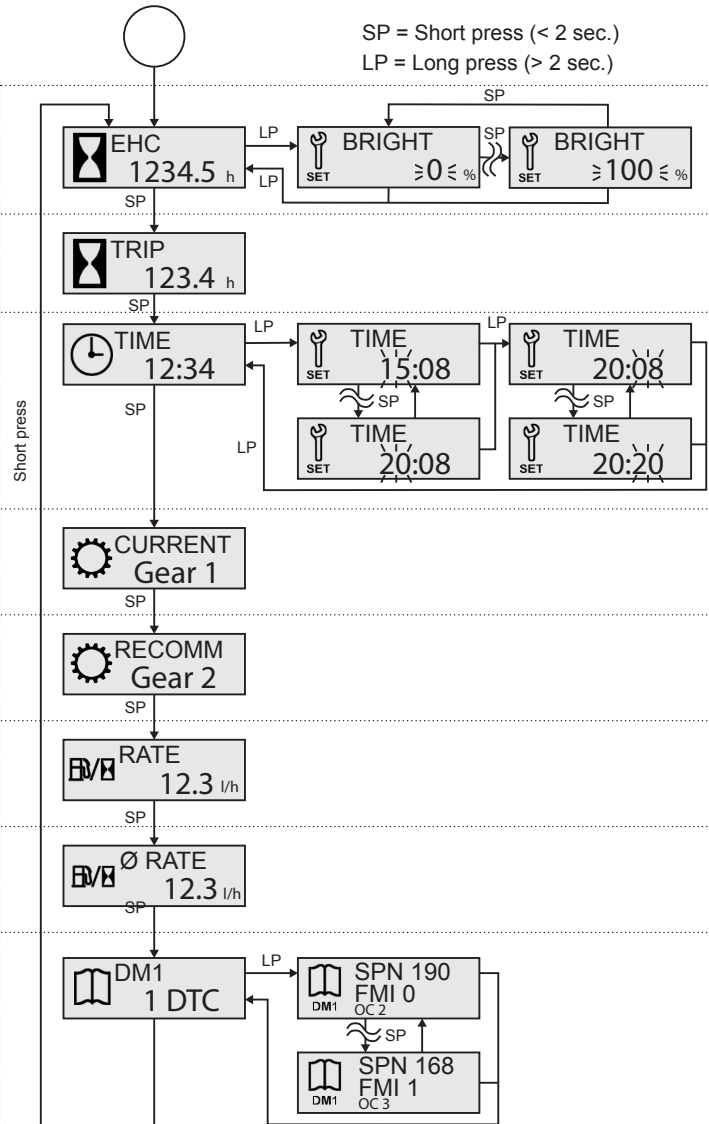 SP = Short press (< 2 sec.)
LP = Long press (> 2 sec.)
SP
EHC
1234.5 h
LP
LP
SET
BRIGHT
0 %
SP
SET
BRIGHT
100 %
SP
TRIP
123.4 h
SP
TIME
12:34
LP
SET
TIME
15:08
LP
SET
TIME
20:08
SP
SP
SP
LP
SET
TIME
20:08
SET
TIME
20:20
Short press
CURRENT
Gear 1
SP
RECOMM
Gear 2
SP
RATE
12.3 l/h
SP
Ø RATE
12.3 l/h
SP
DM1
1 DTC
LP
DM1
SPN 190
FMI 0
OC 2
SP
DM1
SPN 168
FMI 1
OC 3